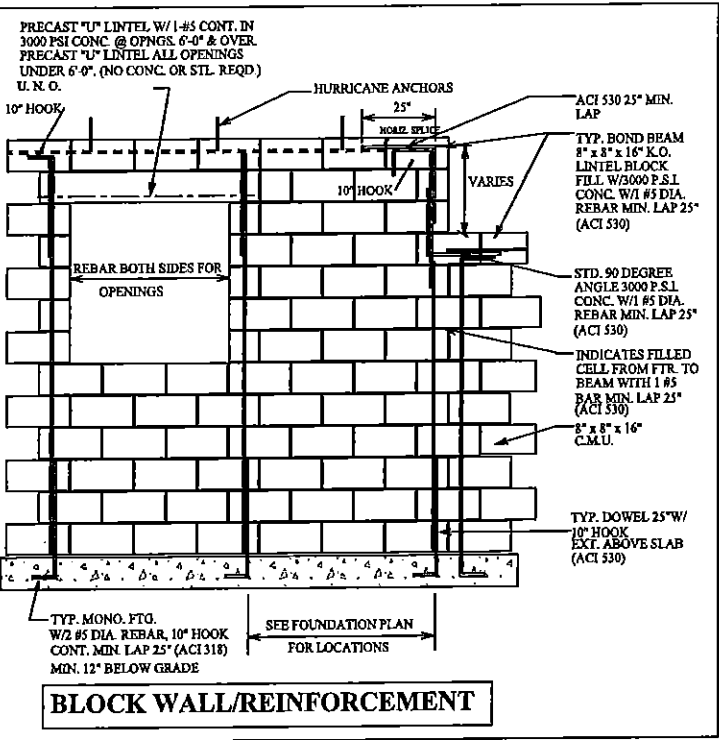 PRECAST "U" LINTEL W/ 1-#5 CONT. IN
3000 PSI CONC. @ OPNGS. 6'-0" & OVER.
PRECAST "U" LINTEL ALL OPENINGS
UNDER 6'-0". (NO CONC. OR STL. REQD.)
U. N. O.
10" HOOK
HURRICANE ANCHORS
25"
HORIZ. SPLICE
10" HOOK
VARIES
ACI 530 25" MIN.
LAP
TYP. BOND BEAM
8" x 8" x 16" K.O.
LINTEL BLOCK
FILL W/3000 P.S.I.
CONC. W/1 #5 DIA.
REBAR MIN. LAP 25"
(ACI 530)
REBAR BOTH SIDES FOR
OPENINGS
STD. 90 DEGREE
ANGLE 3000 P.S.I.
CONC. W/1 #5 DIA.
REBAR MIN. LAP 25"
(ACI 530)
INDICATES FILLED
CELL FROM FTR. TO
BEAM WITH 1 #5
BAR MIN. LAP 25"
(ACI 530)
8" x 8" x 16"
C.M.U.
TYP. DOWEL 25"W/
10" HOOK
EXT. ABOVE SLAB
(ACI 530)
TYP. MONO. FTG.
W/2 #5 DIA. REBAR, 10" HOOK
CONT. MIN. LAP 25" (ACI 318)
MIN. 12" BELOW GRADE
SEE FOUNDATION PLAN
FOR LOCATIONS
BLOCK WALL/REINFORCEMENT